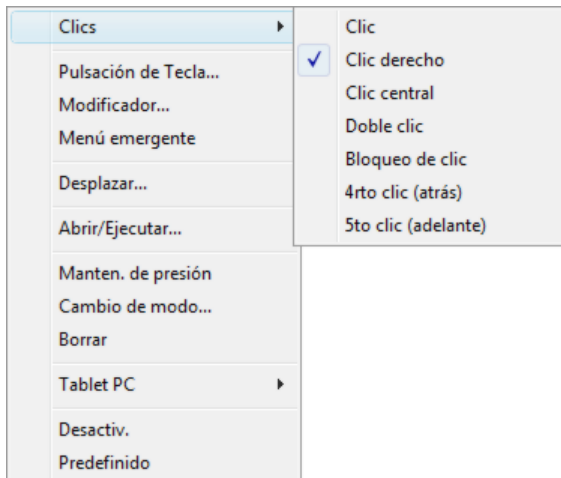 Clics
Pulsación de Tecla...
Modificador...
Menú emergente
Desplazar...
Abrir/Ejecutar...
Manten. de presión
Cambio de modo...
Borrar
Tablet PC
Desactiv.
Predefinido
Clic
Clic derecho
Clic central
Doble clic
Bloqueo de clic
4rto clic (atrás)
5to clic (adelante)